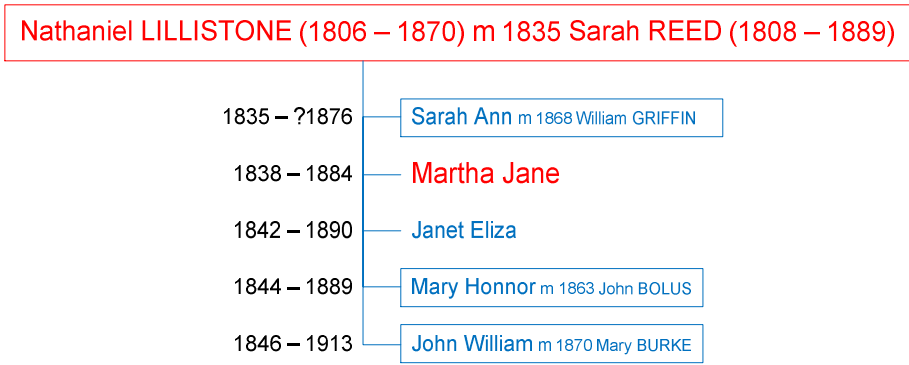 Nathaniel LILLISTONE (1806 – 1870) m 1835 Sarah REED (1808 – 1889)
1835 – ?1876 Sarah Ann m 1868 William GRIFFIN
1838 – 1884 Martha Jane
1842 – 1890 Janet Eliza
1844 – 1889 Mary Honnor m 1863 John BOLUS
1846 – 1913 John William m 1870 Mary BURKE